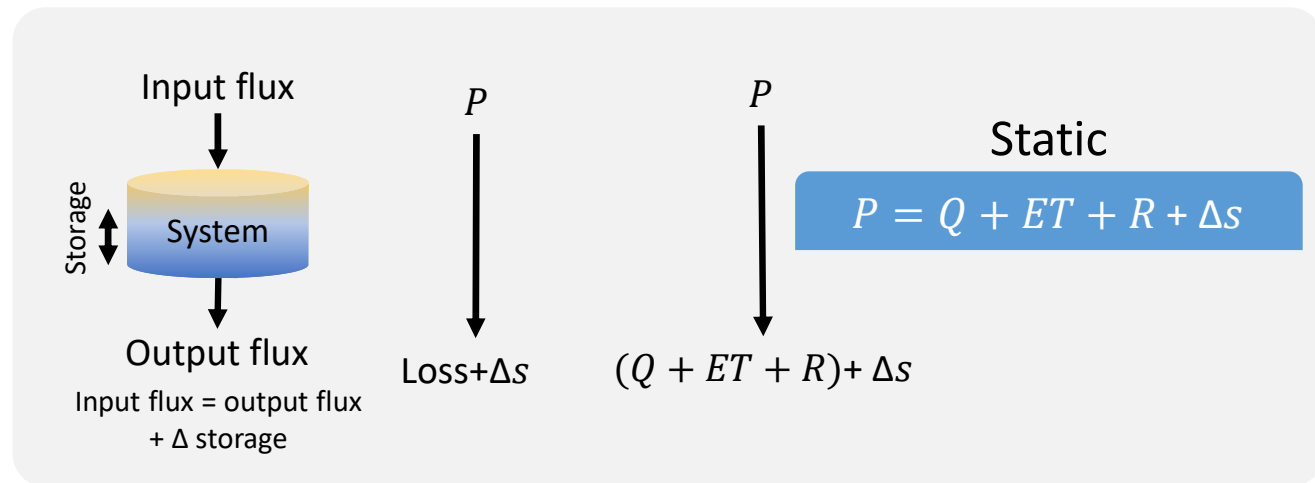 Input flux
Storage
System
Output flux
Input flux = output flux
+ Δ storage
P
Loss+Δs
P
(Q + ET + R)+ Δs
Static
P = Q + ET + R + Δs